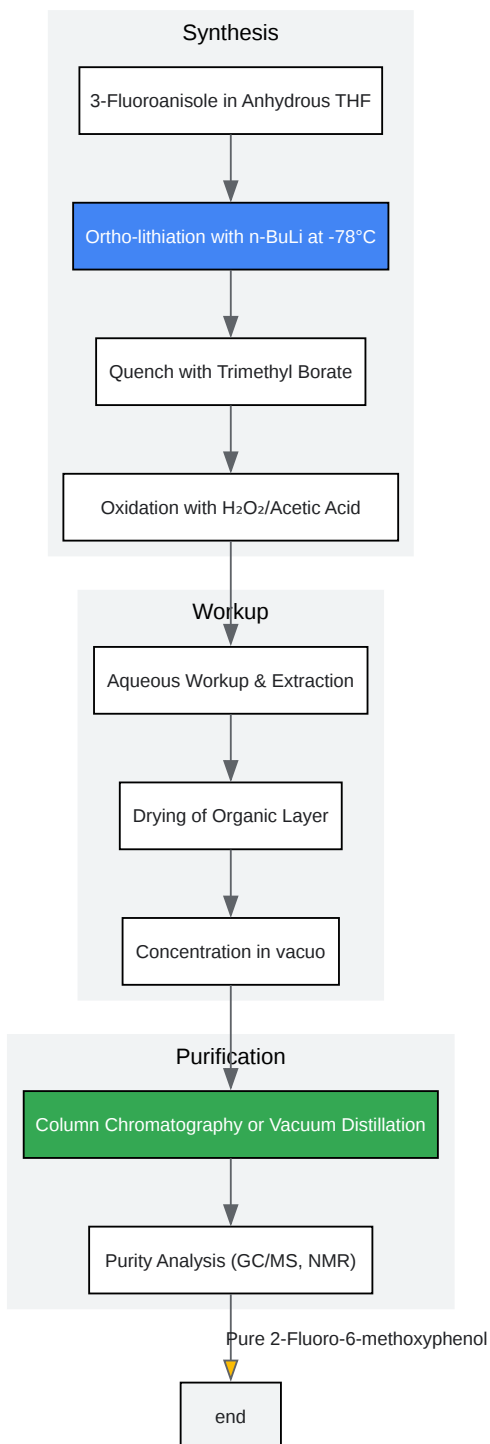 Synthesis
3-Fluoroanisole in Anhydrous THF
Ortho-lithiation with n-BuLi at -78°C
Quench with Trimethyl Borate
Oxidation with H₂O₂/Acetic Acid
Workup
Aqueous Workup & Extraction
Drying of Organic Layer
Concentration in vacuo
Purification
Column Chromatography or Vacuum Distillation
Purity Analysis (GC/MS, NMR)
Pure 2-Fluoro-6-methoxyphenol
end